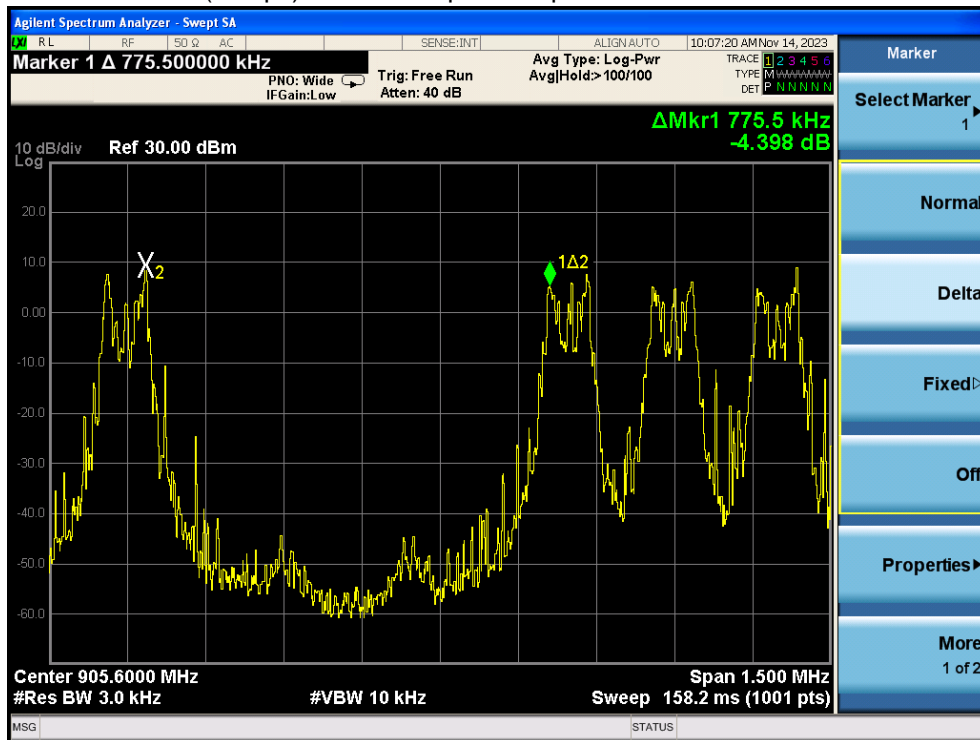 Agilent Spectrum Analyzer - Swept SA
LXI RL RF 50 Ω AC SENSE:INT ALIGNAUTO 10:07:20 AM Nov 14, 2023
Marker 1 Δ 775.500000 kHz
PNO: Wide
IFGain:Low
Trig: Free Run
Atten: 40 dB
Avg Type: Log-Pwr
Avg|Hold:>100/100
TRACE 1 2 3 4 5 6
TYPE M
DET P N N N N N
ΔMkr1 775.5 kHz
-4.398 dB
10 dB/div Ref 30.00 dBm
Log
20.0
10.0
0.00
-10.0
-20.0
-30.0
-40.0
-50.0
-60.0
2
1Δ2
Center 905.6000 MHz Span 1.500 MHz
#Res BW 3.0 kHz #VBW 10 kHz Sweep 158.2 ms (1001 pts)
MSG STATUS
Marker
Select Marker
1
Normal
Delta
Fixed
Off
Properties
More
1 of 2